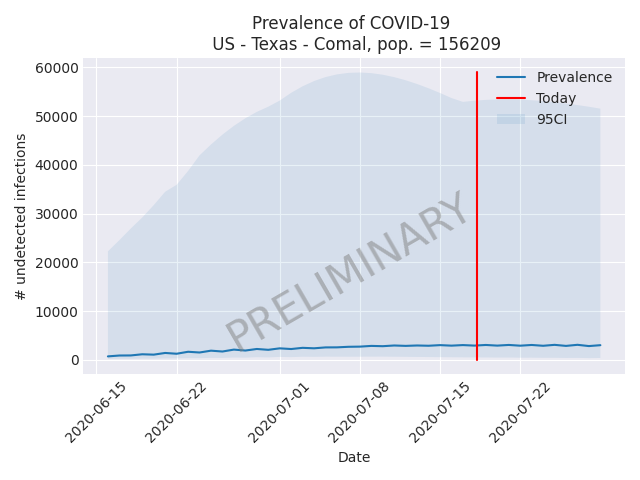 Prevalence of COVID-19
US - Texas - Comal, pop. = 156209
60000
50000
40000
30000
20000
10000
0
# undetected infections
Prevalence
Today
95CI
PRELIMINARY
2020-06-15
2020-06-22
2020-07-01
2020-07-08
2020-07-15
2020-07-22
Date